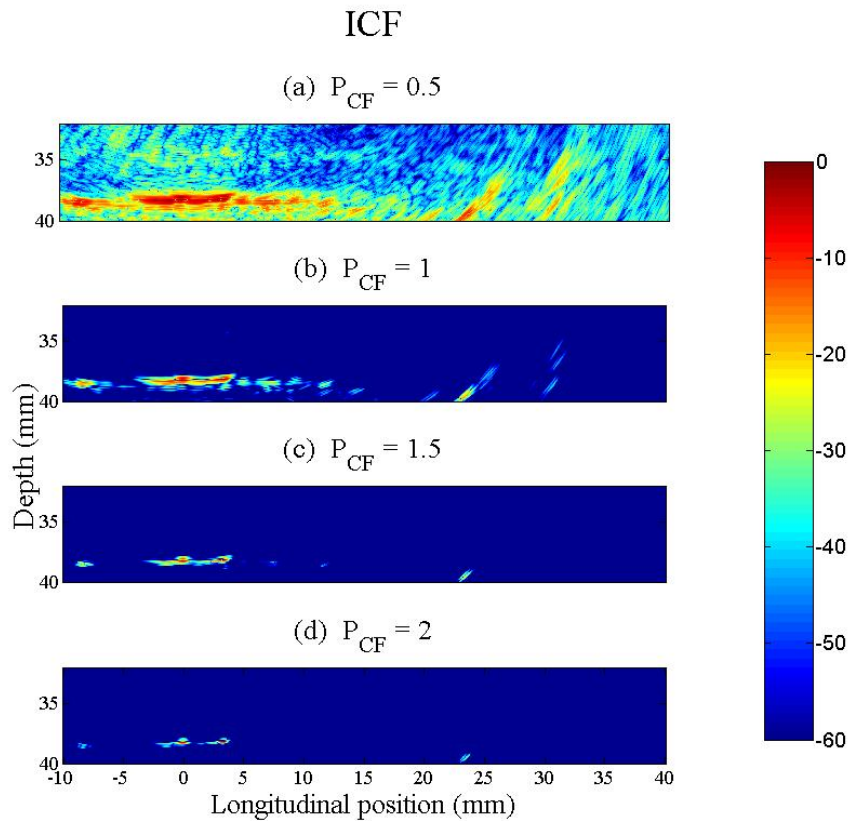 ICF
(a) P_CF = 0.5
35
40
(b) P_CF = 1
35
40
(c) P_CF = 1.5
35
40
(d) P_CF = 2
35
40
-10 -5 0 5 10 15 20 25 30 35 40
Longitudinal position (mm)
Depth (mm)
0
-10
-20
-30
-40
-50
-60